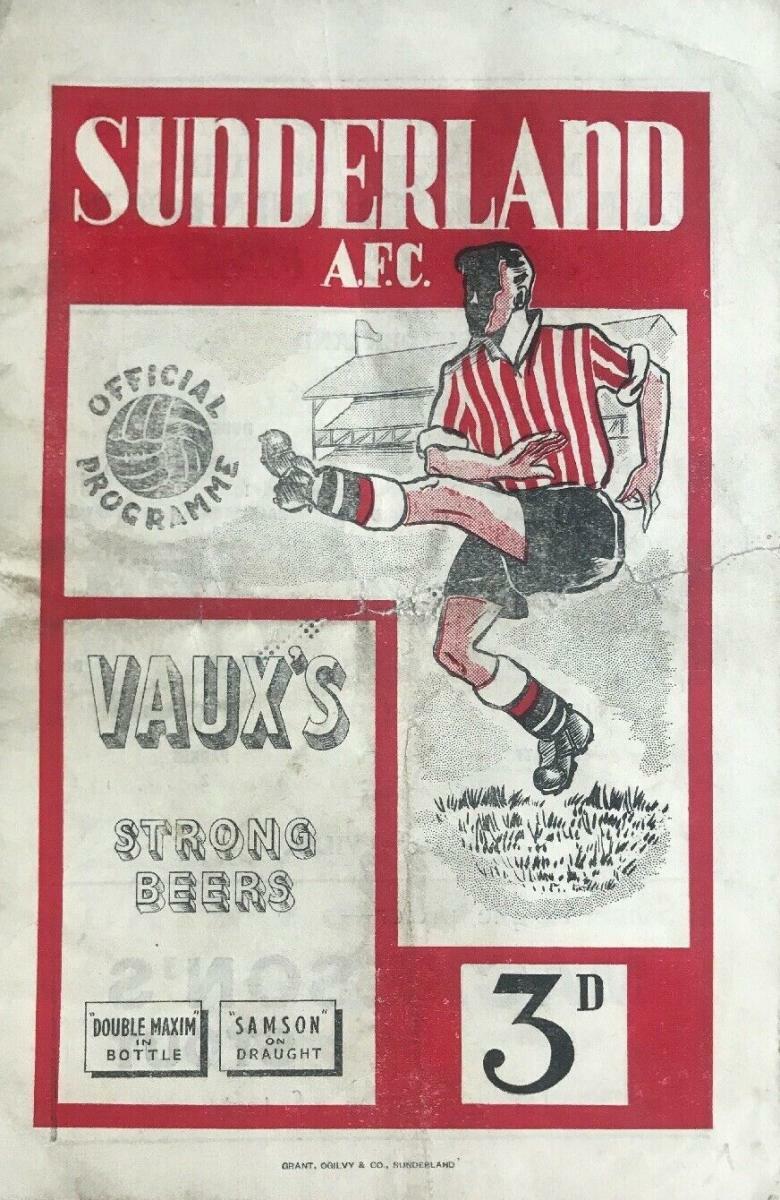 SUNDERLAND
A.F.C.
OFFICIAL
PROGRAMME
VAUX'S
STRONG
BEERS
"DOUBLE MAXIM"
IN
BOTTLE
"SAMSON"
ON
DRAUGHT
3D
GRANT, OGILVY & CO., SUNDERLAND